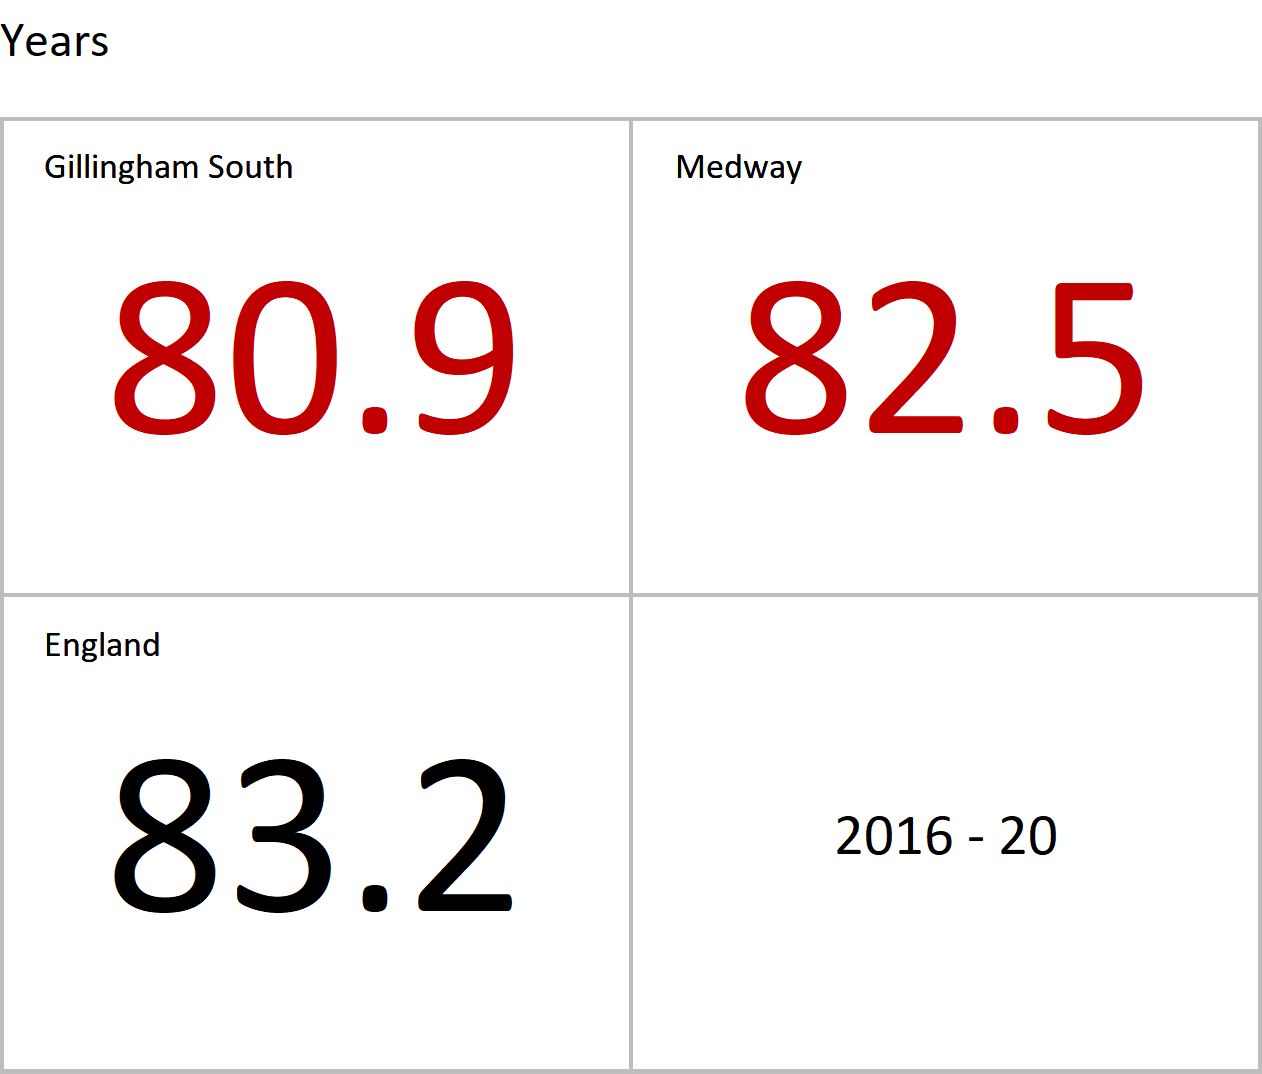 Years
Gillingham South
80.9
Medway
82.5
England
83.2
2016 - 20